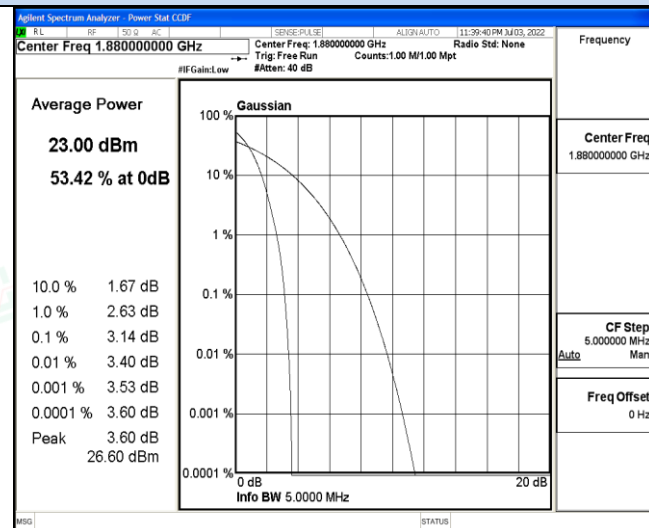 Agilent Spectrum Analyzer - Power Stat CCDF
RL RF 50 Ω AC SENSE:PULSE ALIGN AUTO 11:39:40 PM Jul 03, 2022
Center Freq 1.880000000 GHz
Center Freq: 1.880000000 GHz Radio Std: None
Trig: Free Run Counts:1.00 M/1.00 Mpt
#IFGain:Low #Atten: 40 dB
Frequency
Average Power
23.00 dBm
53.42 % at 0dB
10.0 % 1.67 dB
1.0 % 2.63 dB
0.1 % 3.14 dB
0.01 % 3.40 dB
0.001 % 3.53 dB
0.0001 % 3.60 dB
Peak 3.60 dB
26.60 dBm
Gaussian
100 %
10 %
1 %
0.1 %
0.01 %
0.001 %
0.0001 %
0 dB 20 dB
Info BW 5.0000 MHz
Center Freq
1.880000000 GHz
CF Step
5.000000 MHz
Auto Man
Freq Offset
0 Hz
MSG STATUS